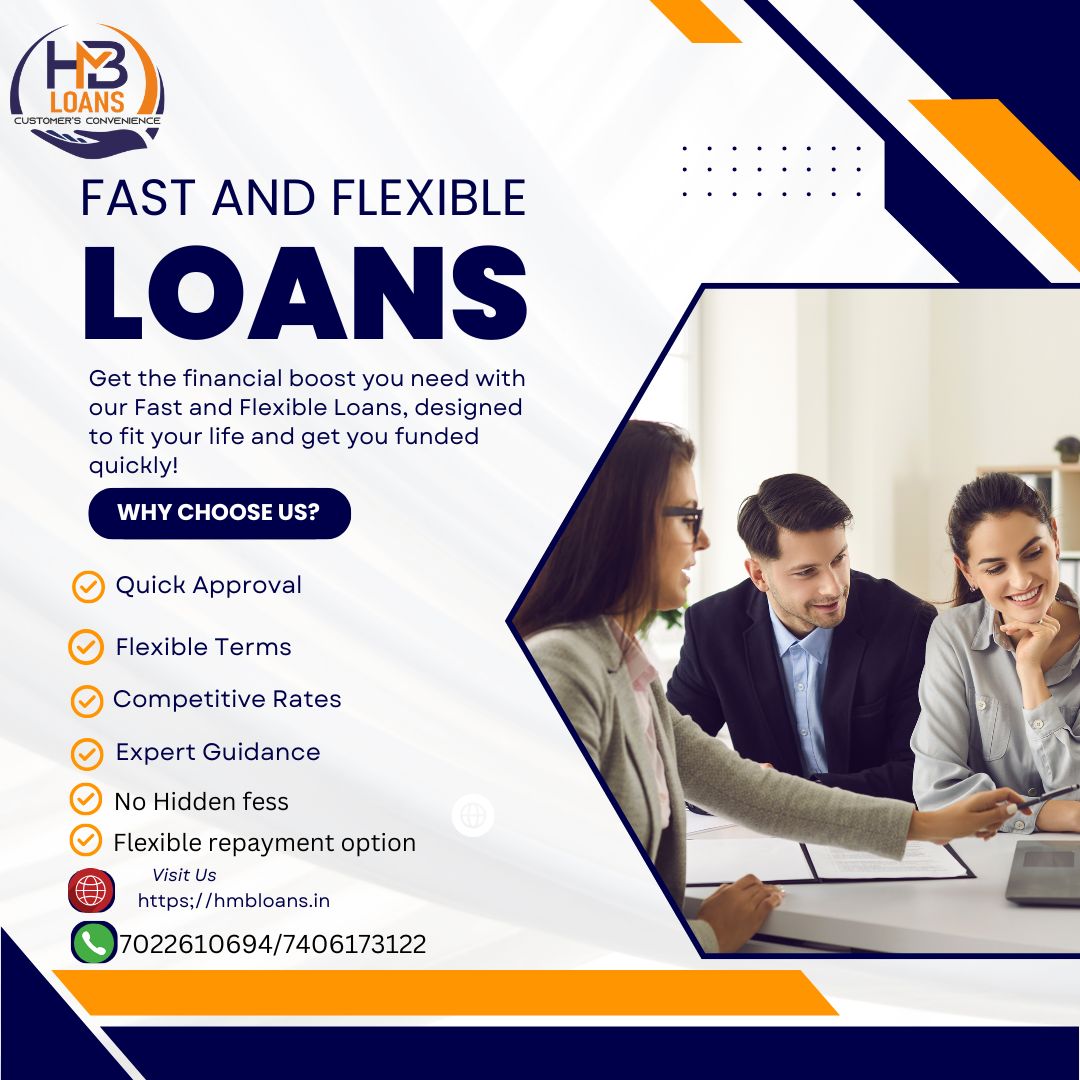 HMB
LOANS
CUSTOMER'S CONVENIENCE
FAST AND FLEXIBLE
LOANS
Get the financial boost you need with
our Fast and Flexible Loans, designed
to fit your life and get you funded
quickly!
WHY CHOOSE US?
Quick Approval
Flexible Terms
Competitive Rates
Expert Guidance
No Hidden fess
Flexible repayment option
Visit Us
https;//hmbloans.in
7022610694/7406173122